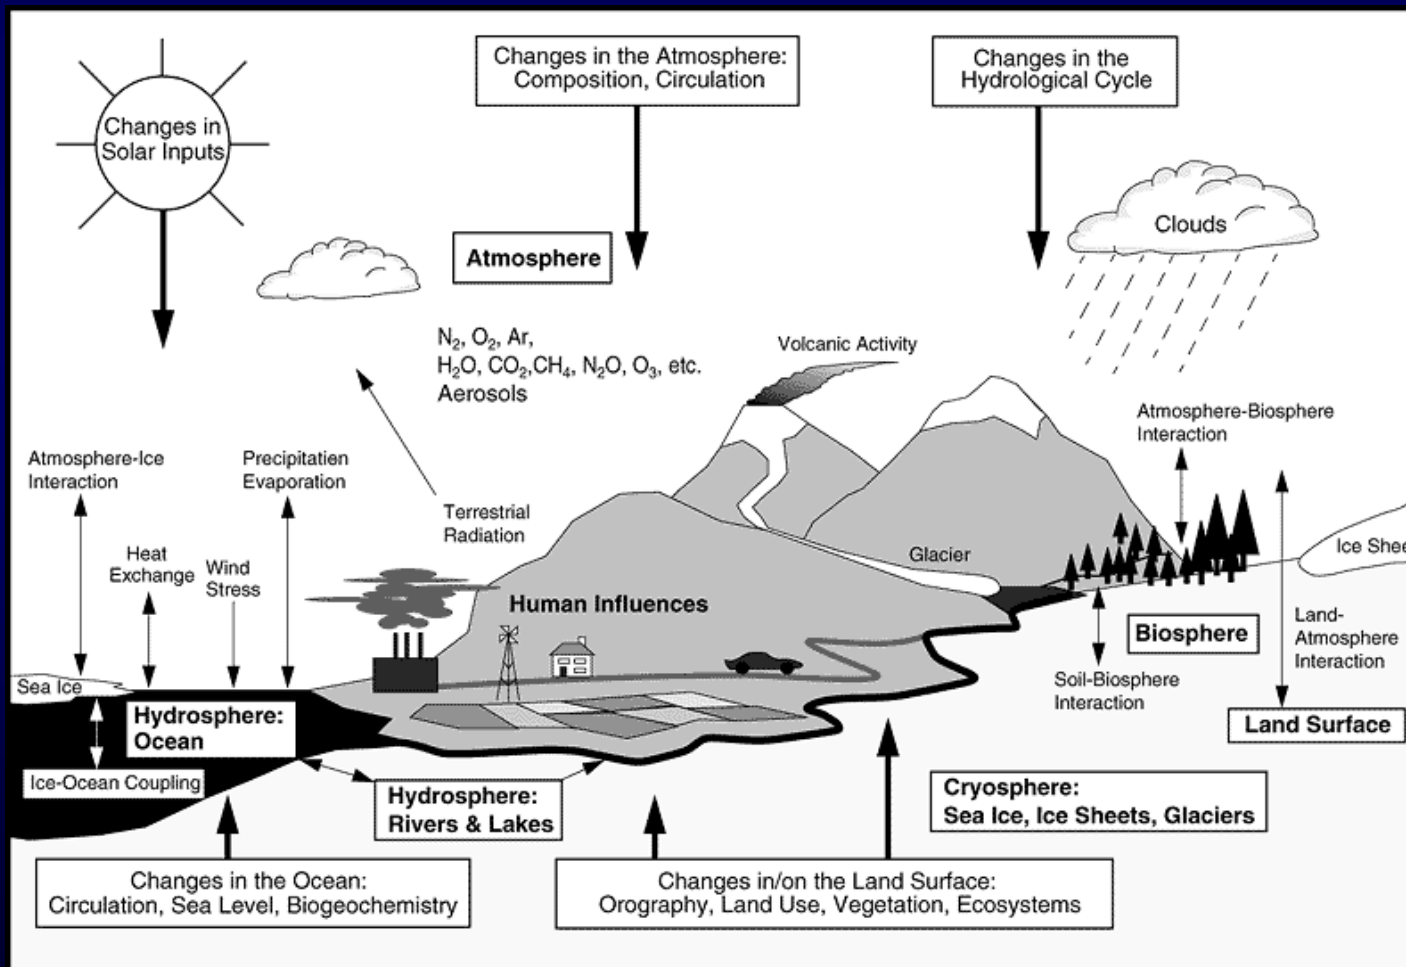 Changes in the Atmosphere:
Composition, Circulation
Changes in the
Hydrological Cycle
Changes in
Solar Inputs
Clouds
Atmosphere
N₂, O₂, Ar,
H₂O, CO₂,CH₄, N₂O, O₃, etc.
Aerosols
Volcanic Activity
Atmosphere-Biosphere
Interaction
Atmosphere-Ice
Interaction
Precipitation
Evaporation
Terrestrial
Radiation
Heat
Exchange
Wind
Stress
Glacier
Ice Shee
Human Influences
Biosphere
Land-
Atmosphere
Interaction
Soil-Biosphere
Interaction
Sea Ice
Hydrosphere:
Ocean
Land Surface
Ice-Ocean Coupling
Hydrosphere:
Rivers & Lakes
Cryosphere:
Sea Ice, Ice Sheets, Glaciers
Changes in the Ocean:
Circulation, Sea Level, Biogeochemistry
Changes in/on the Land Surface:
Orography, Land Use, Vegetation, Ecosystems